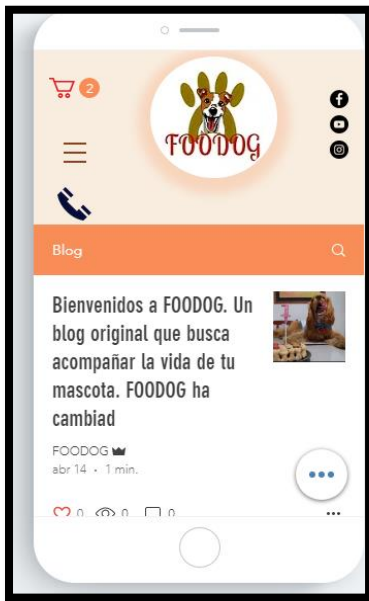 2
FOODOG
Blog
Bienvenidos a FOODOG. Un
blog original que busca
acompañar la vida de tu
mascota. FOODOG ha
cambiad
FOODOG
abr 14 • 1 min.
0 0 0